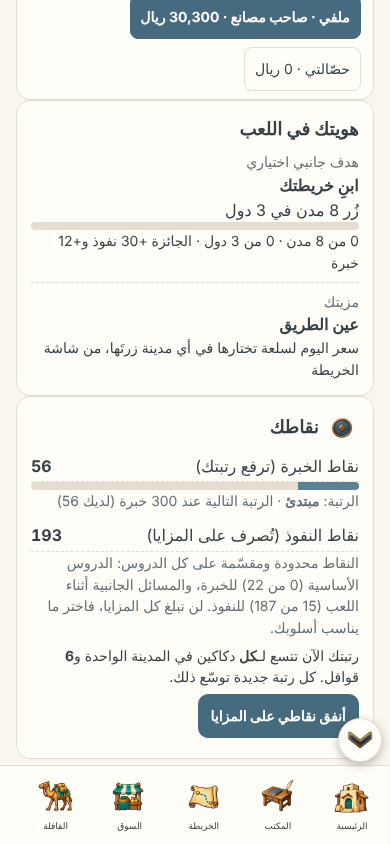 ملفي · صاحب مصانع · 30,300 ريال
حصّالتي · 0 ريال
هويتك في اللعب
هدف جانبي اختياري
ابنِ خريطتك
زُر 8 مدن في 3 دول
0 من 8 مدن · 0 من 3 دول · الجائزة +30 نفوذ و+12
خبرة
مزيتك
عين الطريق
سعر اليوم لسلعة تختارها في أي مدينة زرتَها، من شاشة
الخريطة
نقاطك
نقاط الخبرة (ترفع رتبتك) 56
الرتبة: مبتدئ · الرتبة التالية عند 300 خبرة (لديك 56)
نقاط النفوذ (تُصرف على المزايا) 193
النقاط محدودة ومقسّمة على كل الدروس: الدروس
الأساسية (0 من 22) للخبرة، والمسائل الجانبية أثناء
اللعب (15 من 187) للنفوذ. لن تبلغ كل المزايا، فاختر ما
يناسب أسلوبك.
رتبتك الآن تتسع لـكل دكاكين في المدينة الواحدة و6
قوافل. كل رتبة جديدة توسّع ذلك.
أنفق نقاطي على المزايا
الرئيسية
المكتب
الخريطة
السوق
القافلة